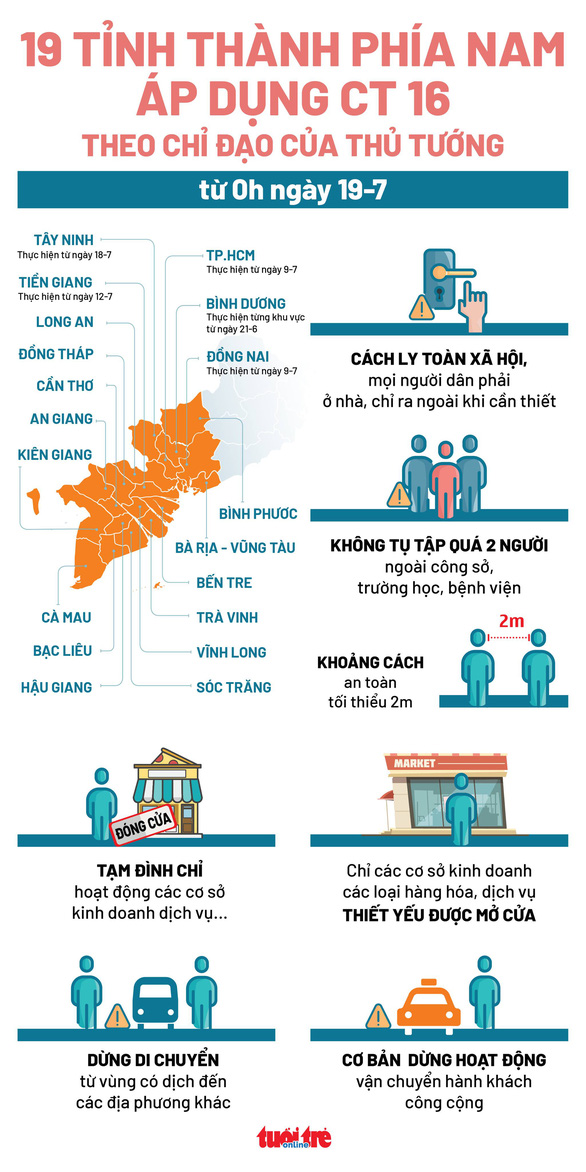 19 TỈNH THÀNH PHÍA NAM
ÁP DỤNG CT 16
THEO CHỈ ĐẠO CỦA THỦ TƯỚNG
từ 0h ngày 19-7
TÂY NINH
Thực hiện từ ngày 18-7
TIỀN GIANG
Thực hiện từ ngày 12-7
LONG AN
ĐỒNG THÁP
CẦN THƠ
AN GIANG
KIÊN GIANG
CÀ MAU
BẠC LIÊU
HẬU GIANG
TP.HCM
Thực hiện từ ngày 9-7
BÌNH DƯƠNG
Thực hiện từng khu vực
từ ngày 21-6
ĐỒNG NAI
Thực hiện từ ngày 9-7
BÌNH PHƯỚC
BÀ RỊA - VŨNG TÀU
BẾN TRE
TRÀ VINH
VĨNH LONG
SÓC TRĂNG
CÁCH LY TOÀN XÃ HỘI,
mọi người dân phải
ở nhà, chỉ ra ngoài khi cần thiết
KHÔNG TỤ TẬP QUÁ 2 NGƯỜI
ngoài công sở,
trường học, bệnh viện
2m
KHOẢNG CÁCH
an toàn
tối thiểu 2m
ĐÓNG CỬA
TẠM ĐÌNH CHỈ
hoạt động các cơ sở
kinh doanh dịch vụ...
MARKET
Chỉ các cơ sở kinh doanh
các loại hàng hóa, dịch vụ
THIẾT YẾU ĐƯỢC MỞ CỬA
DỪNG DI CHUYỂN
từ vùng có dịch đến
các địa phương khác
CƠ BẢN DỪNG HOẠT ĐỘNG
vận chuyển hành khách
công cộng
tuổi trẻ
online